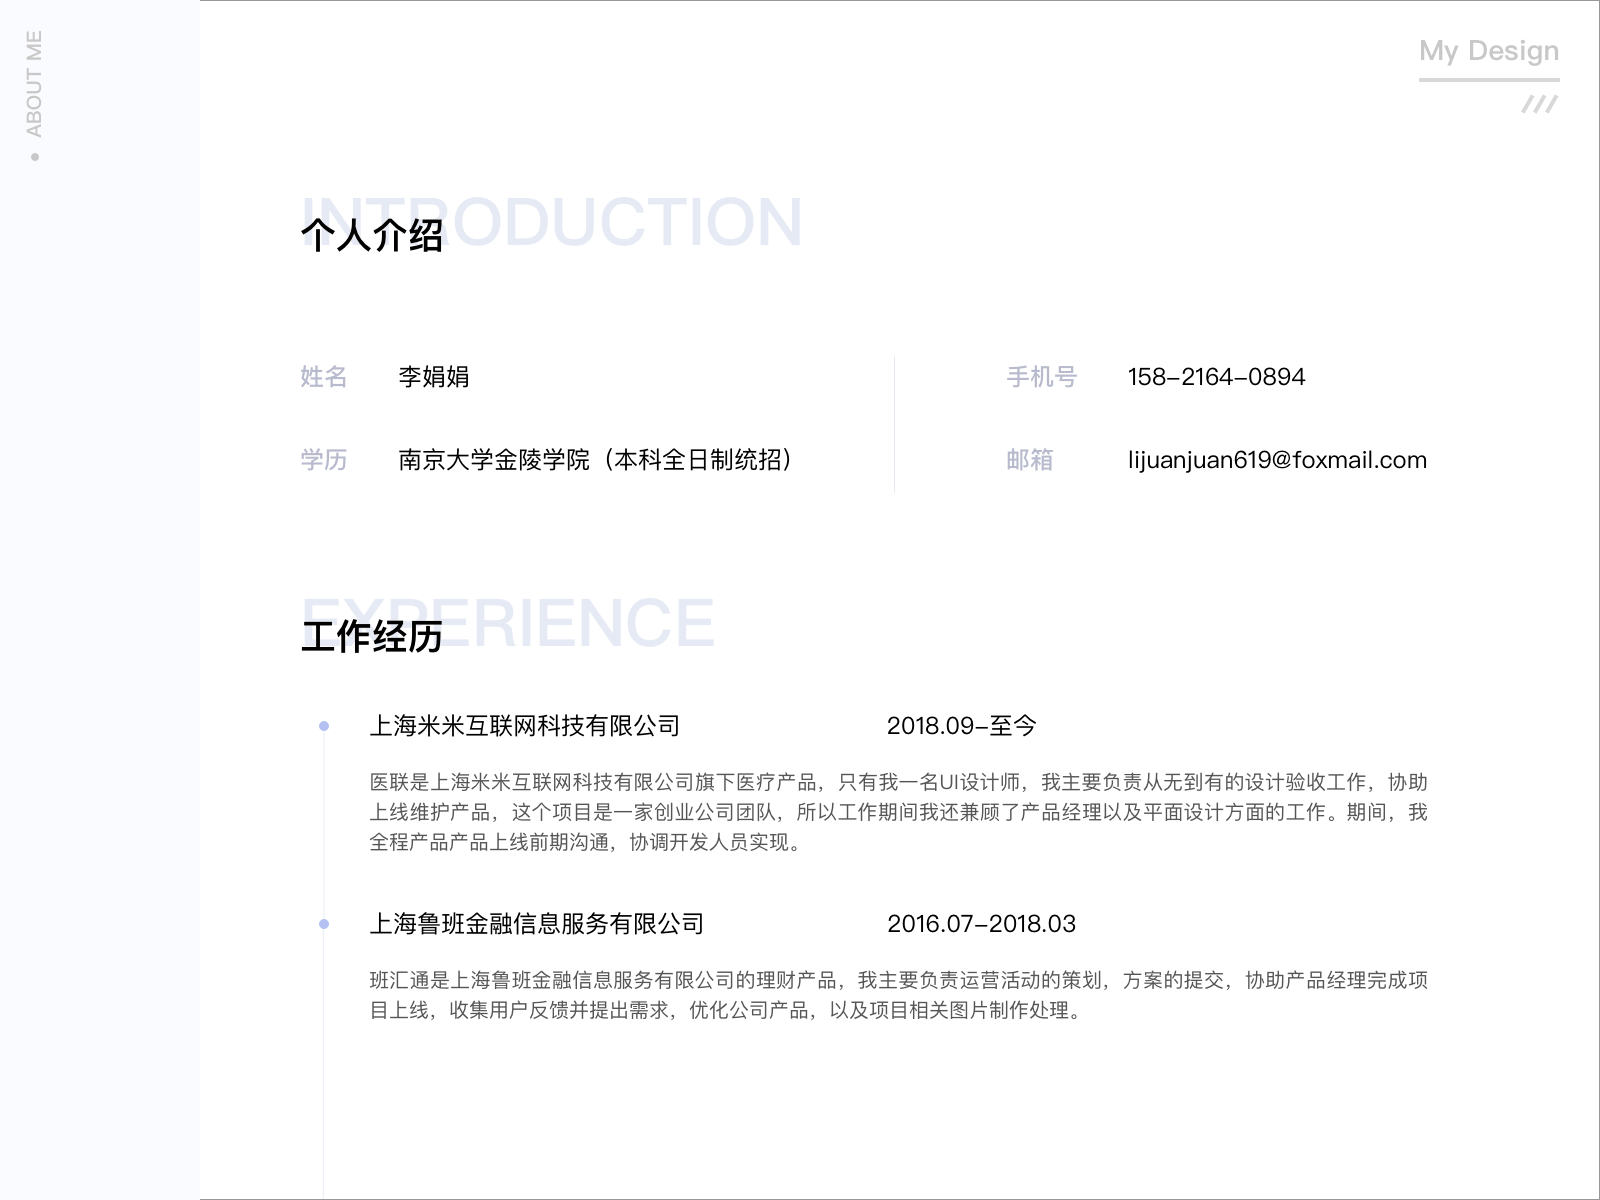 ABOUT ME
My Design
INTRODUCTION
个人介绍
姓名 李娟娟
手机号 158-2164-0894
学历 南京大学金陵学院（本科全日制统招）
邮箱 lijuanjuan619@foxmail.com
EXPERIENCE
工作经历
上海米米互联网科技有限公司 2018.09-至今
医联是上海米米互联网科技有限公司旗下医疗产品，只有我一名UI设计师，我主要负责从无到有的设计验收工作，协助
上线维护产品，这个项目是一家创业公司团队，所以工作期间我还兼顾了产品经理以及平面设计方面的工作。期间，我
全程产品产品上线前期沟通，协调开发人员实现。
上海鲁班金融信息服务有限公司 2016.07-2018.03
班汇通是上海鲁班金融信息服务有限公司的理财产品，我主要负责运营活动的策划，方案的提交，协助产品经理完成项
目上线，收集用户反馈并提出需求，优化公司产品，以及项目相关图片制作处理。